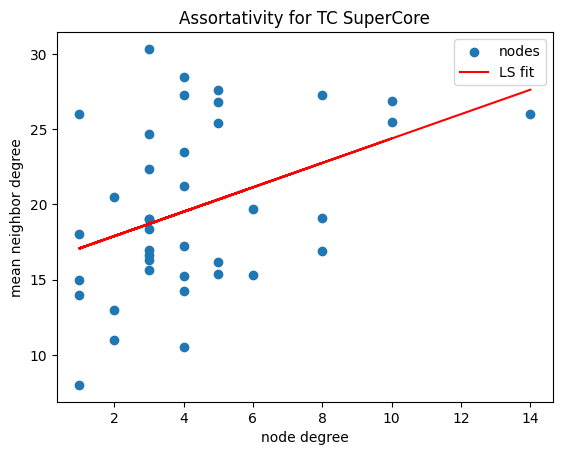 Assortativity for TC SuperCore
nodes
LS fit
mean neighbor degree
30
25
20
15
10
2
4
6
8
10
12
14
node degree